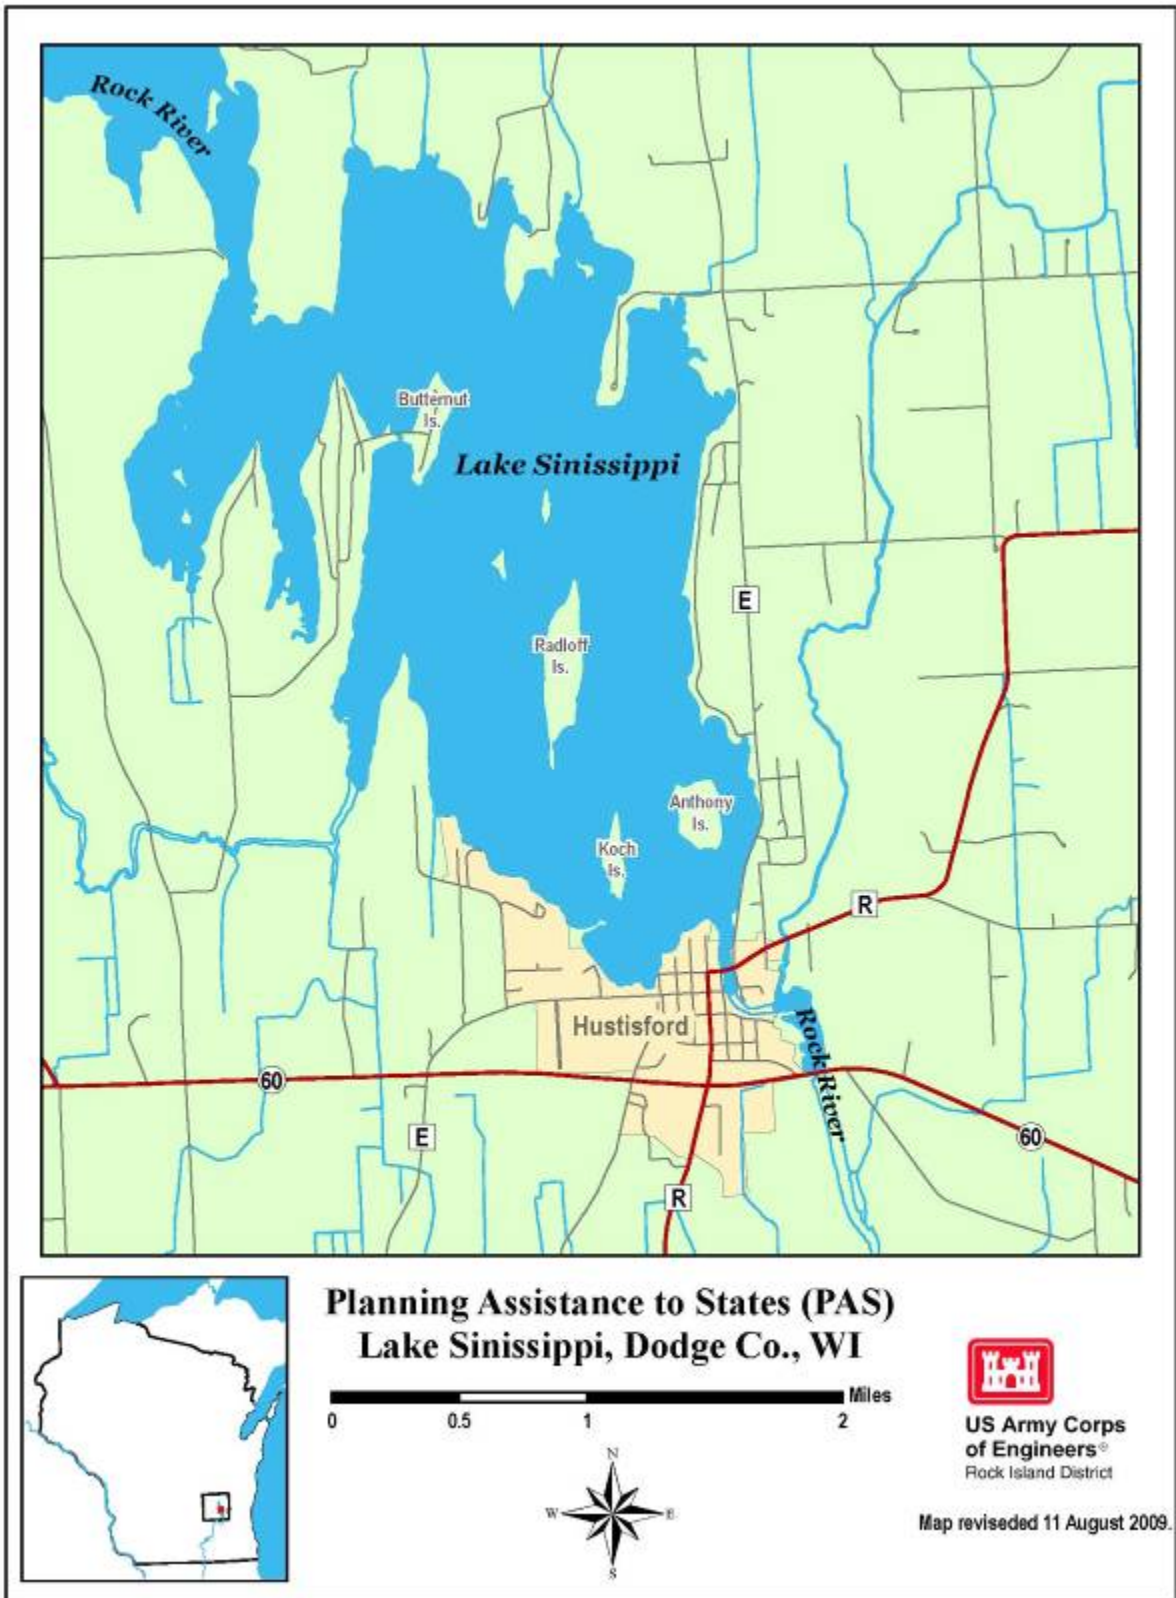 Rock River
Butternut
Is.
Lake Sinissippi
E
Radloff
Is.
Anthony
Is.
Koch
Is.
R
Hustisford
Rock River
60
E
60
R
Planning Assistance to States (PAS)
Lake Sinissippi, Dodge Co., WI
Miles
0 0.5 1 2
N
W E
S
US Army Corps
of Engineers®
Rock Island District
Map reviseded 11 August 2009.